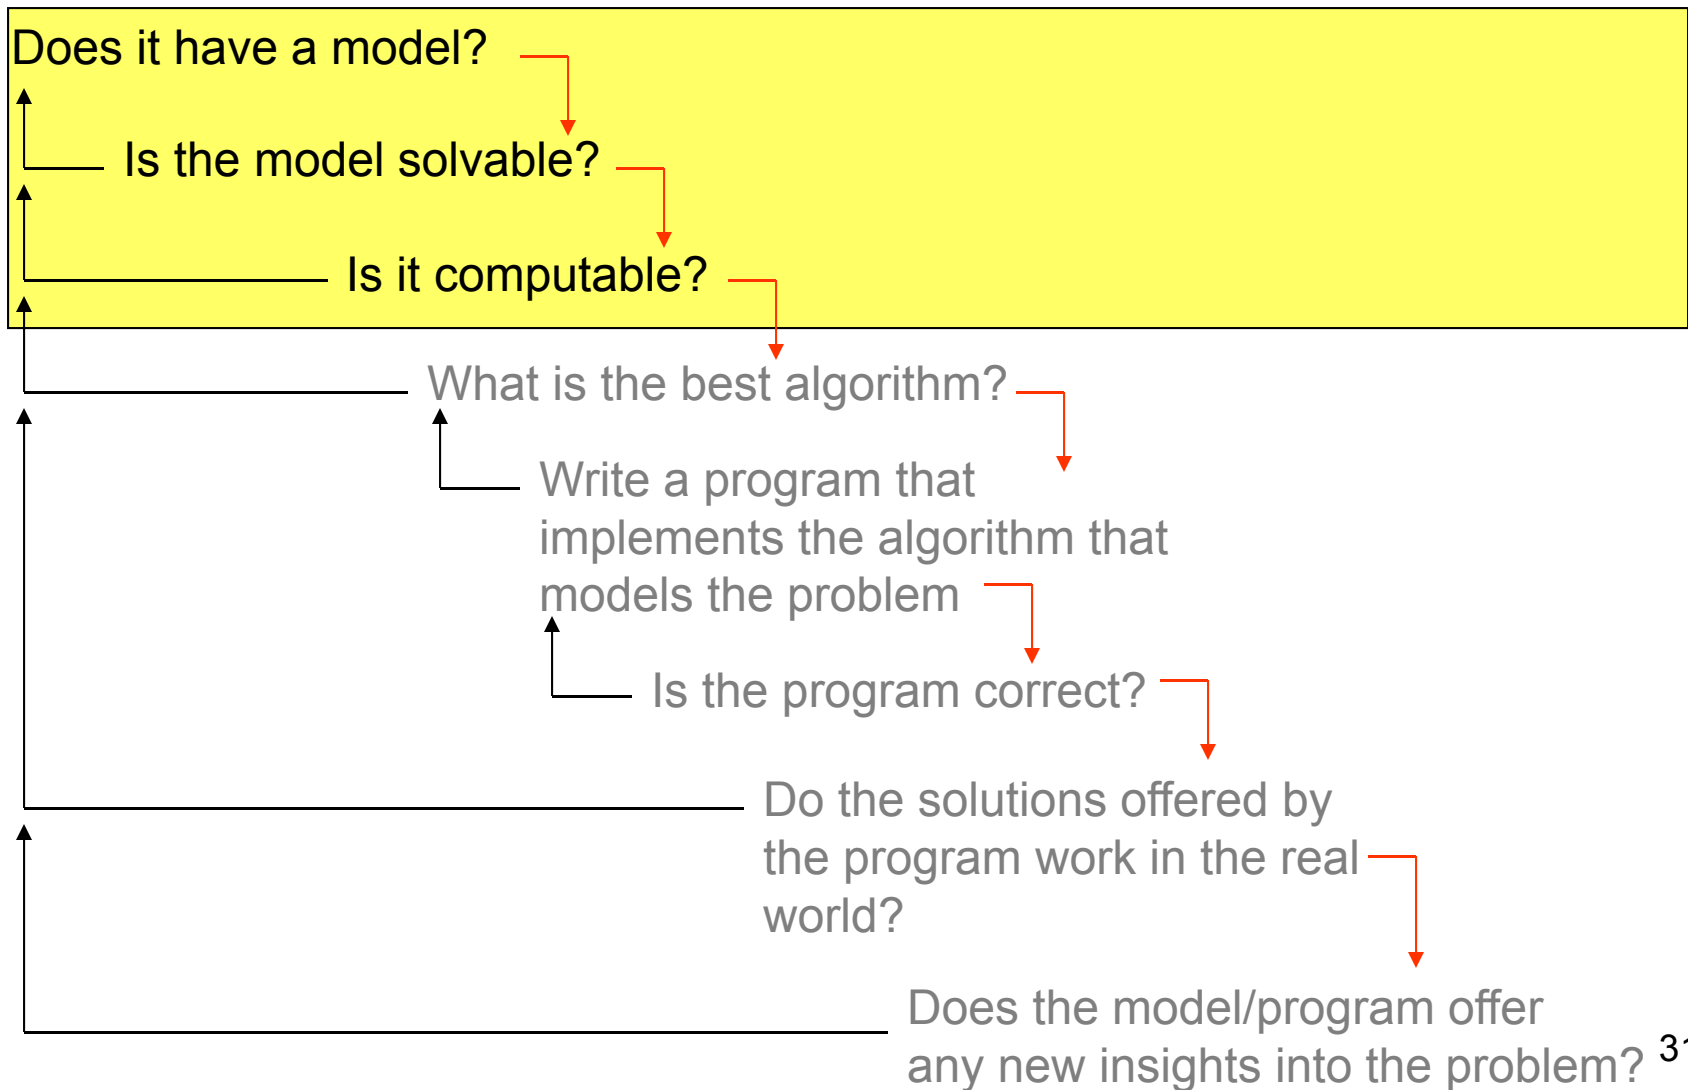 Does it have a model?
Is the model solvable?
Is it computable?
What is the best algorithm?
Write a program that
implements the algorithm that
models the problem
Is the program correct?
Do the solutions offered by
the program work in the real
world?
Does the model/program offer
any new insights into the problem?
31